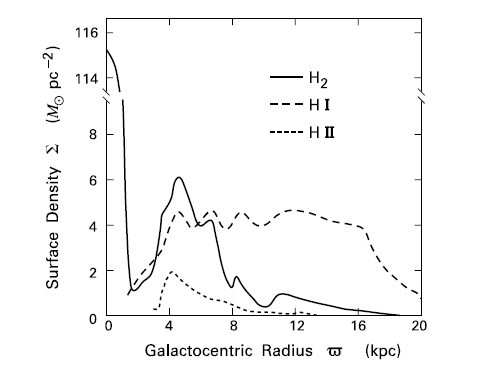 116
114
8
6
4
2
0
Surface Density Σ (M⊙ pc⁻²)
H₂
H I
H II
0 4 8 12 16 20
Galactocentric Radius ϖ (kpc)